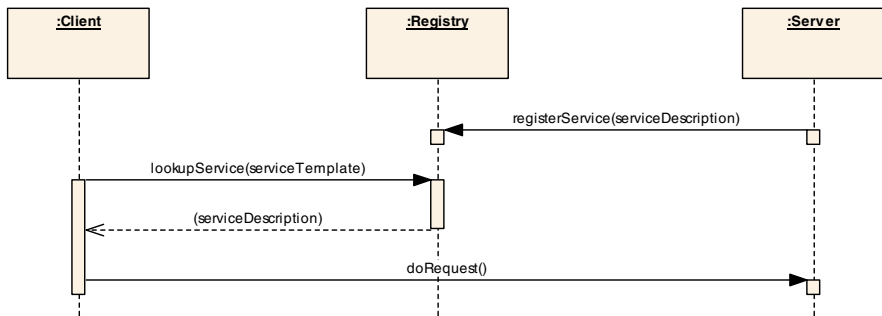 :Client
:Registry
:Server
registerService(serviceDescription)
lookupService(serviceTemplate)
(serviceDescription)
doRequest()